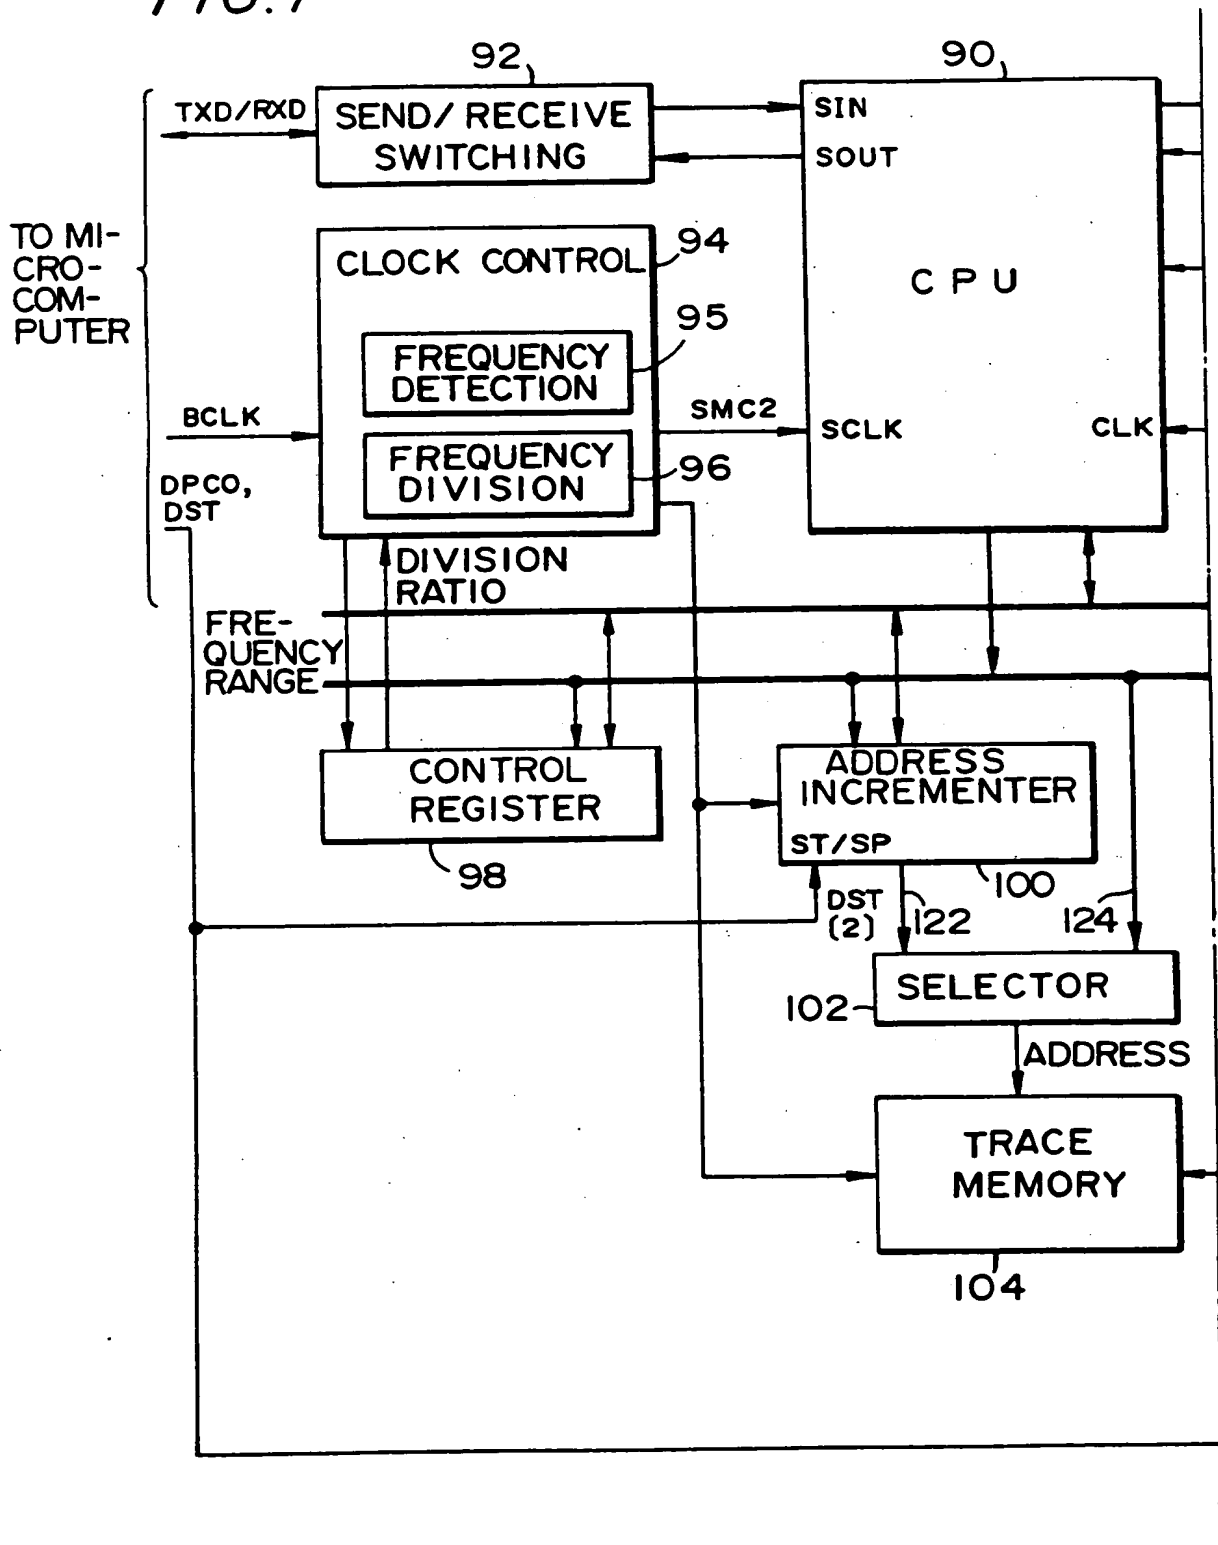 FIG. 7
92
90
TXD/RXD
SEND/RECEIVE
SWITCHING
SIN
SOUT
TO MI-
CRO-
COM-
PUTER
CLOCK CONTROL
94
CPU
95
FREQUENCY
DETECTION
BCLK
SMC2
SCLK
CLK
FREQUENCY
DIVISION
96
DPCO,
DST
DIVISION
RATIO
FRE-
QUENCY
RANGE
CONTROL
REGISTER
98
ADDRESS
INCREMENTER
ST/SP
100
DST
(2)
122
124
SELECTOR
102
ADDRESS
TRACE
MEMORY
104